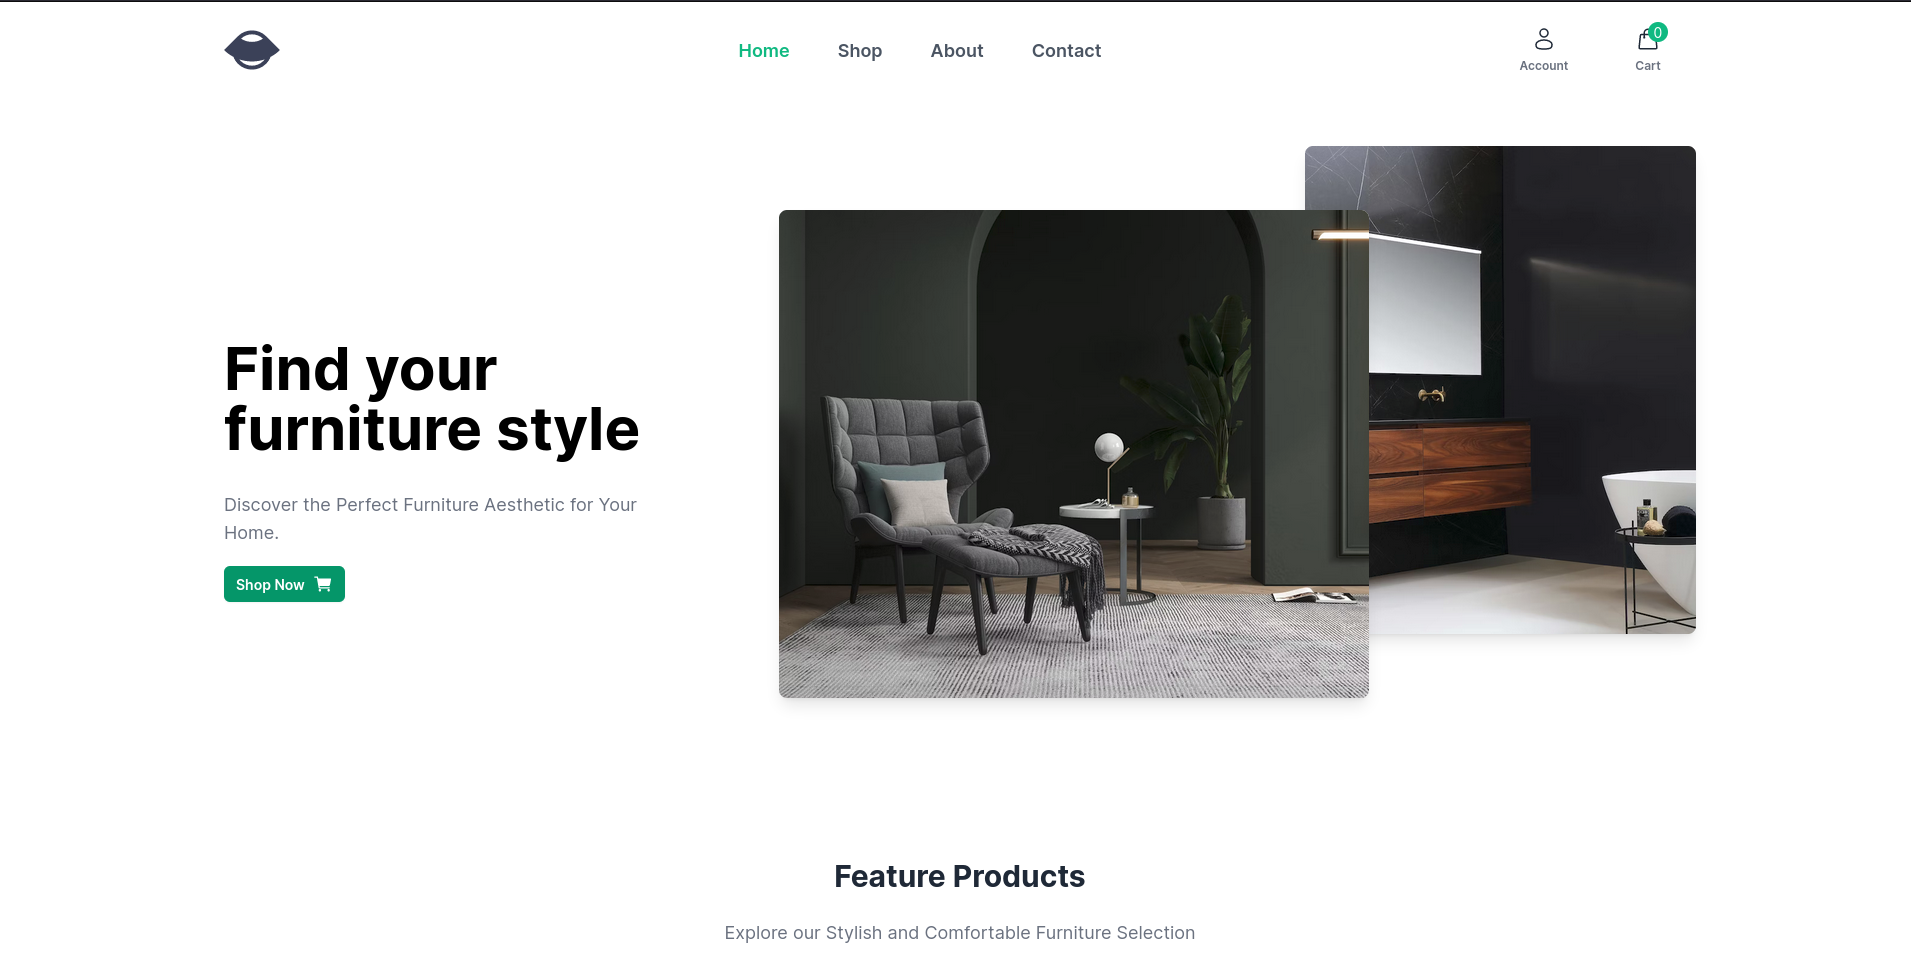 Home
Shop
About
Contact
0
Account
Cart
Find your
furniture style
Discover the Perfect Furniture Aesthetic for Your
Home.
Shop Now
Feature Products
Explore our Stylish and Comfortable Furniture Selection